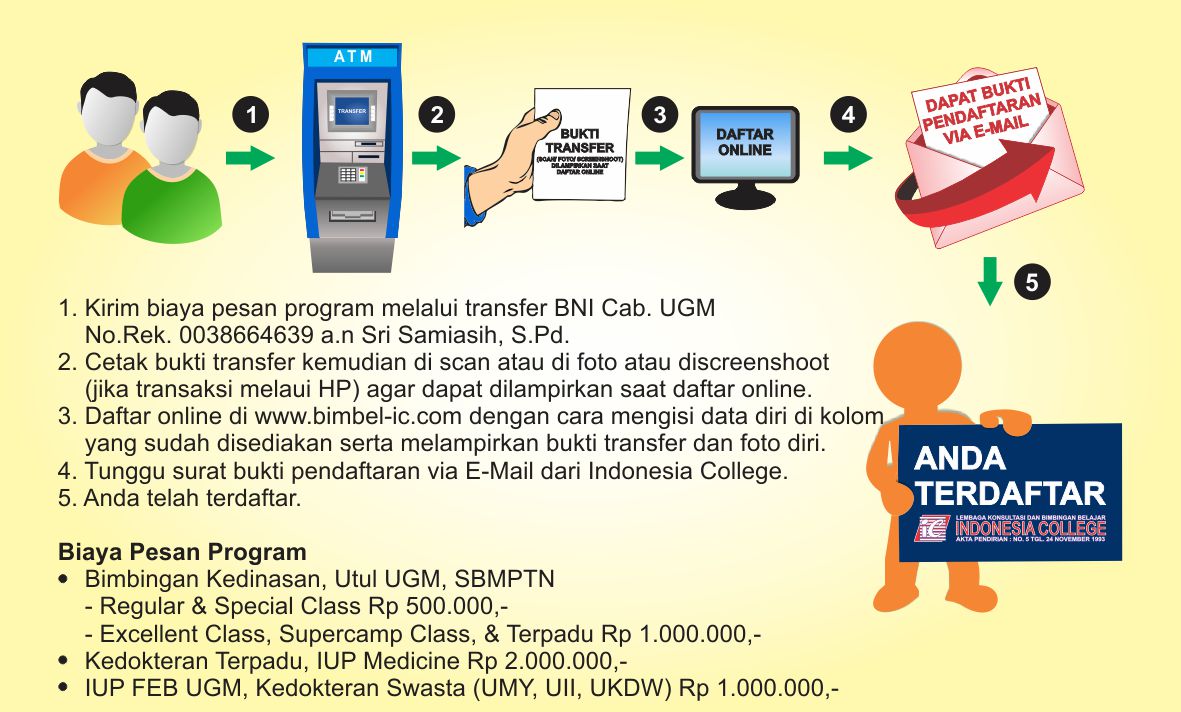 ATM
TRANSFER
1
2
3
4
BUKTI
TRANSFER
(SCAN/ FOTO/ SCREENSHOOT)
DILAMPIRKAN SAAT
DAFTAR ONLINE
DAFTAR
ONLINE
DAPAT BUKTI
PENDAFTARAN
VIA E-MAIL
5
1. Kirim biaya pesan program melalui transfer BNI Cab. UGM
No.Rek. 0038664639 a.n Sri Samiasih, S.Pd.
2. Cetak bukti transfer kemudian di scan atau di foto atau discreenshoot
(jika transaksi melaui HP) agar dapat dilampirkan saat daftar online.
3. Daftar online di www.bimbel-ic.com dengan cara mengisi data diri di kolom
yang sudah disediakan serta melampirkan bukti transfer dan foto diri.
4. Tunggu surat bukti pendaftaran via E-Mail dari Indonesia College.
5. Anda telah terdaftar.
ANDA
TERDAFTAR
iC
LEMBAGA KONSULTASI DAN BIMBINGAN BELAJAR
INDONESIA COLLEGE
AKTA PENDIRIAN : NO. 5 TGL. 24 NOVEMBER 1993
Biaya Pesan Program
• Bimbingan Kedinasan, Utul UGM, SBMPTN
- Regular & Special Class Rp 500.000,-
- Excellent Class, Supercamp Class, & Terpadu Rp 1.000.000,-
• Kedokteran Terpadu, IUP Medicine Rp 2.000.000,-
• IUP FEB UGM, Kedokteran Swasta (UMY, UII, UKDW) Rp 1.000.000,-